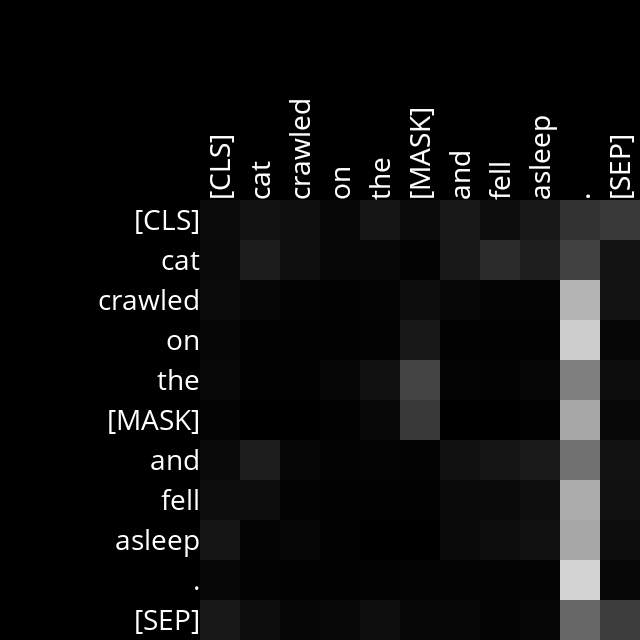 [CLS] cat crawled on the [MASK] and fell asleep . [SEP]
[CLS]
cat
crawled
on
the
[MASK]
and
fell
asleep
.
[SEP]